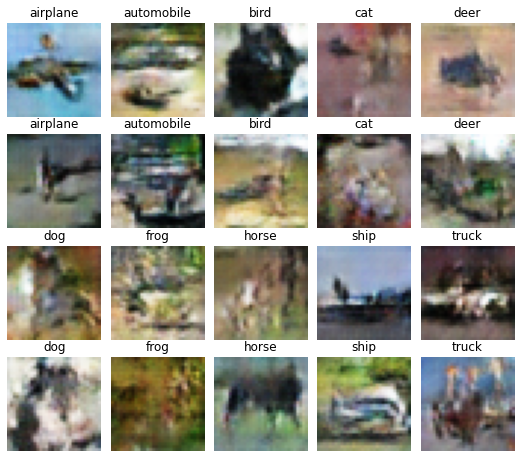 airplane automobile bird cat deer
airplane automobile bird cat deer
dog frog horse ship truck
dog frog horse ship truck